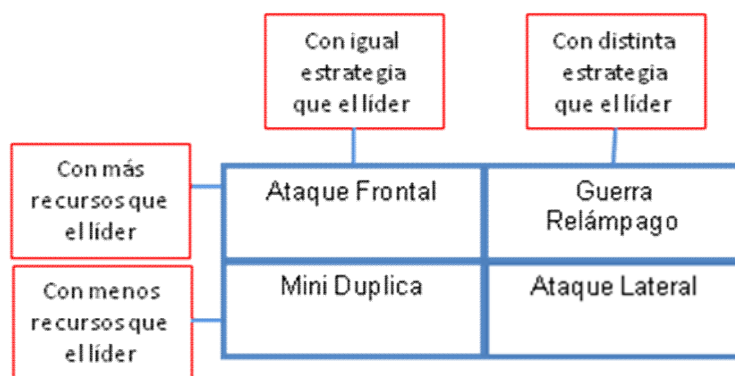 Con igual
estrategia
que el líder
Con distinta
estrategia
que el líder
Con más
recursos que
el líder
Ataque Frontal
Guerra
Relámpago
Con menos
recursos que
el líder
Mini Duplica
Ataque Lateral